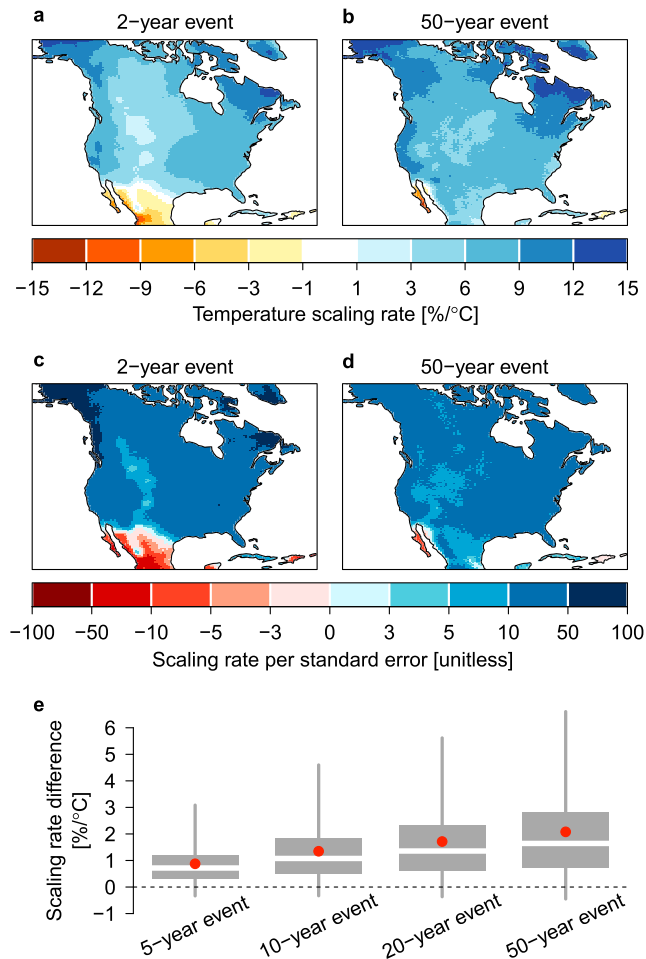 a 2−year event
b 50−year event
−15 −12 −9 −6 −3 −1 1 3 6 9 12 15
Temperature scaling rate [%/°C]
c 2−year event
d 50−year event
−100 −50 −10 −5 −3 0 3 5 10 50 100
Scaling rate per standard error [unitless]
e
Scaling rate difference
[%/°C]
6
5
4
3
2
1
0
−1
5−year event
10−year event
20−year event
50−year event